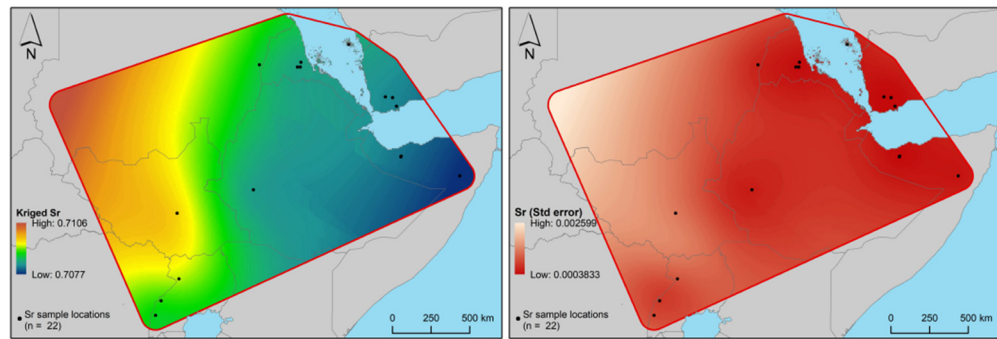 N
Kriged Sr
High: 0.7106
Low: 0.7077
Sr sample locations
(n = 22)
0 250 500 km
N
Sr (Std error)
High: 0.002599
Low: 0.0003833
Sr sample locations
(n = 22)
0 250 500 km